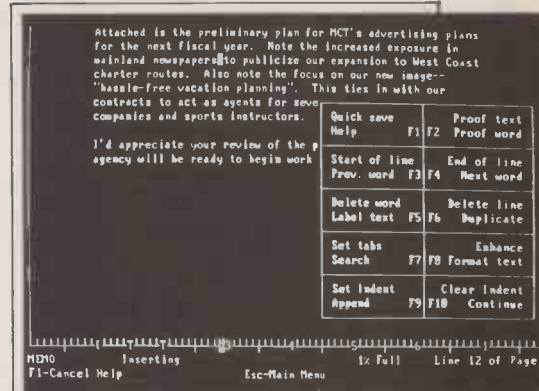 Attached is the preliminary plan for MCT's advertising plans
for the next fiscal year. Note the increased exposure in
mainland newspapers to publicize our expansion to West Coast
charter routes. Also note the focus on our new image--
"hassle-free vacation planning". This ties in with our
contracts to act as agents for seve
companies and sports instructors.
I'd appreciate your review of the p
agency will be ready to begin work
Quick save Proof text
Help F1 F2 Proof word
Start of line End of line
Prev. word F3 F4 Next word
Delete word Delete line
Label text F5 F6 Duplicate
Set tabs Enhance
Search F7 F8 Format text
Set Indent Clear Indent
Append F9 F10 Continue
MEMO Inserting 1% Full Line 12 of Page
F1-Cancel Help Esc-Main Menu